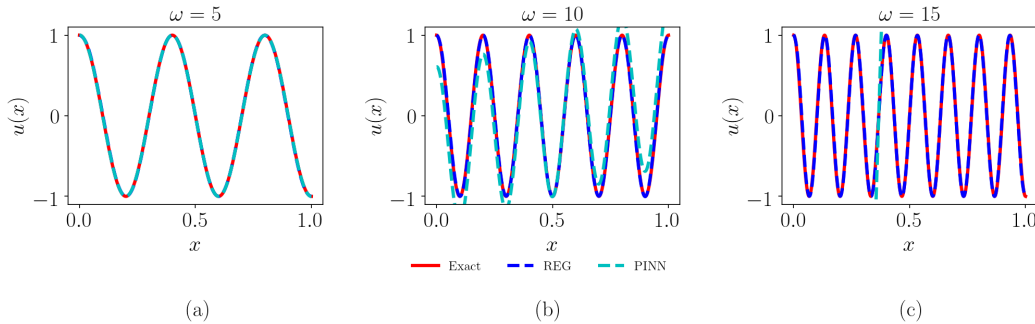 ω = 5
1
0
−1
u(x)
0.0 0.5 1.0
x
(a)
ω = 10
1
0
−1
u(x)
0.0 0.5 1.0
x
Exact REG PINN
(b)
ω = 15
1
0
−1
u(x)
0.0 0.5 1.0
x
(c)